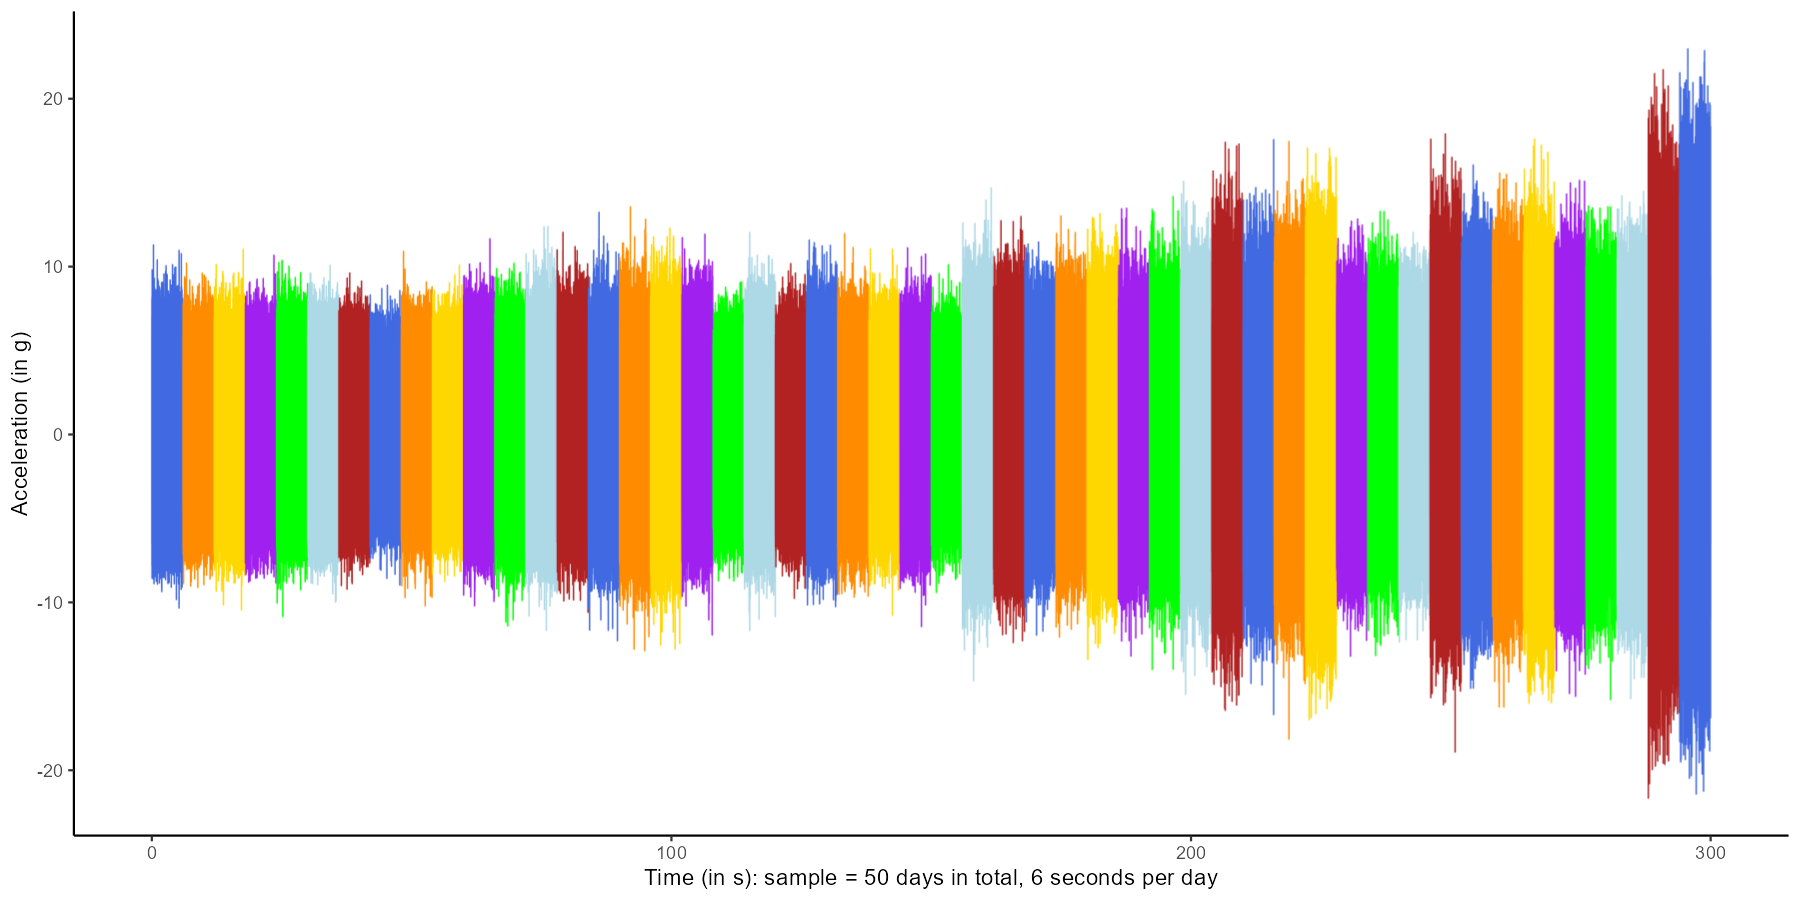 20
10
0
-10
-20
Acceleration (in g)
0 100 200 300
Time (in s): sample = 50 days in total, 6 seconds per day